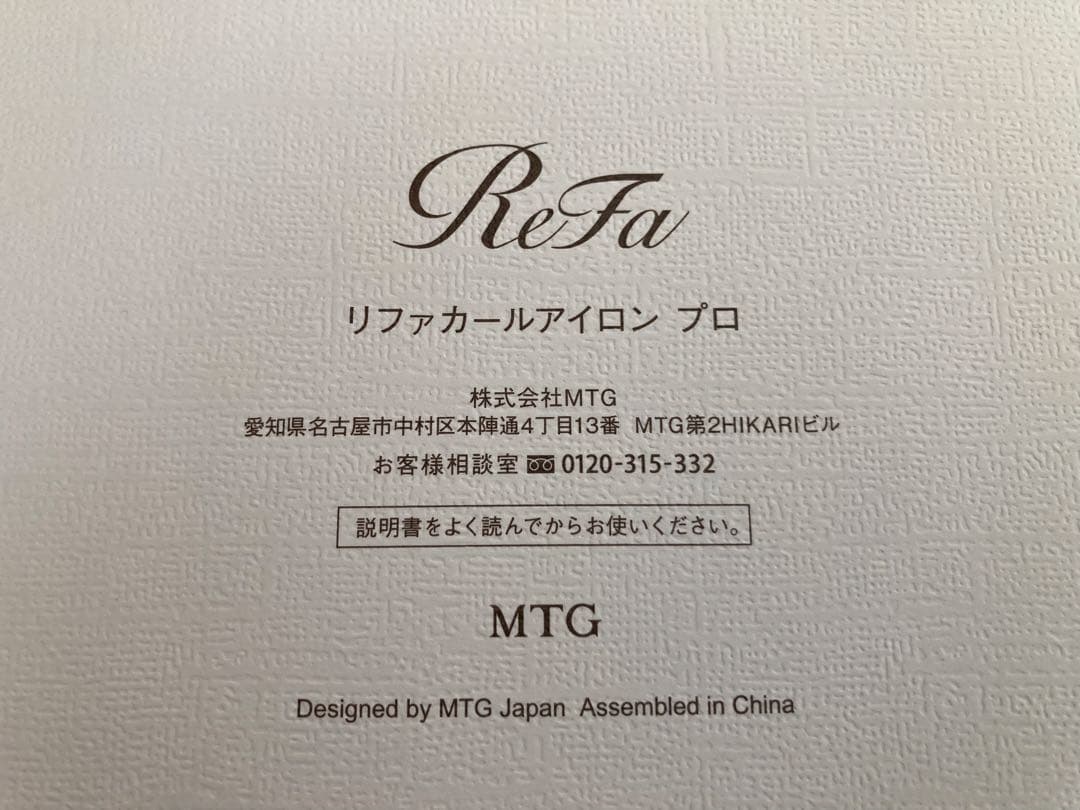 ReFa
リファカールアイロン プロ
株式会社MTG
愛知県名古屋市中村区本陣通4丁目13番 MTG第2HIKARIビル
お客様相談室 0120-315-332
説明書をよく読んでからお使いください。
MTG
Designed by MTG Japan Assembled in China